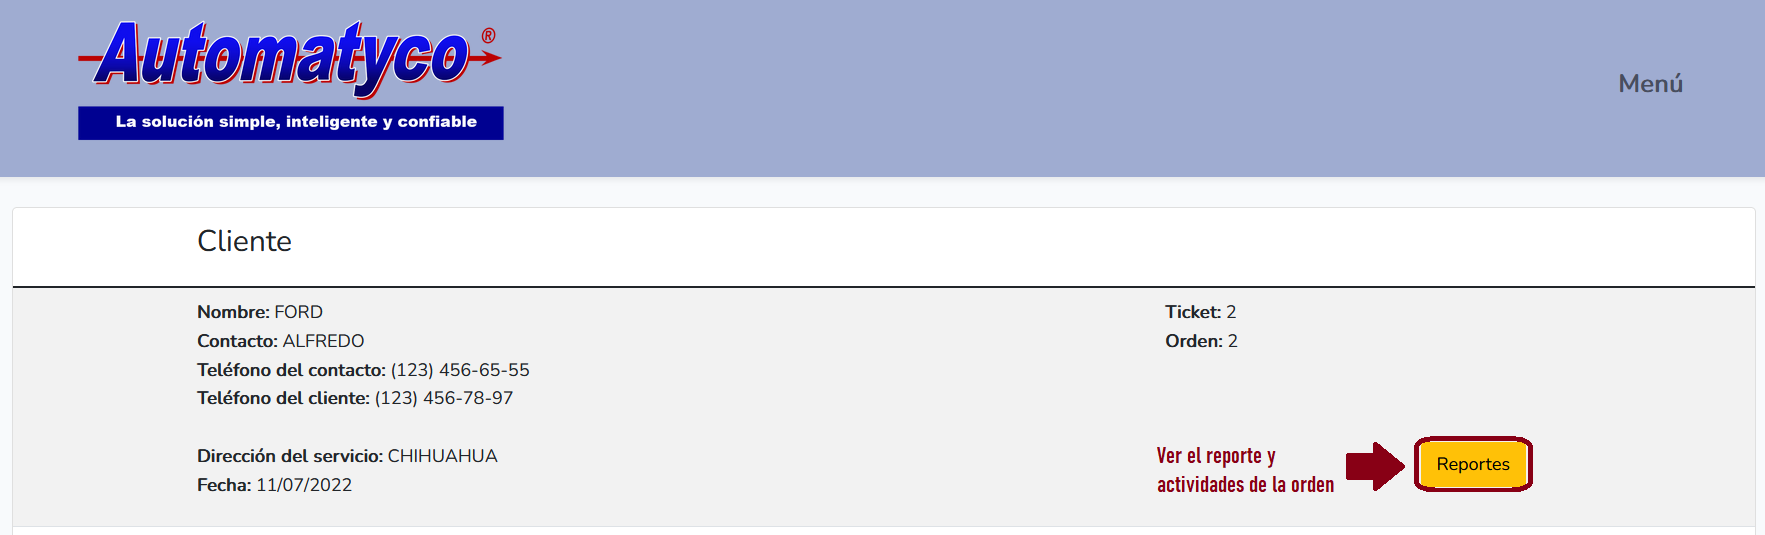 Automatyco ®
La solución simple, inteligente y confiable
Menú
Cliente
Nombre: FORD
Contacto: ALFREDO
Teléfono del contacto: (123) 456-65-55
Teléfono del cliente: (123) 456-78-97
Dirección del servicio: CHIHUAHUA
Fecha: 11/07/2022
Ticket: 2
Orden: 2
Ver el reporte y
actividades de la orden
Reportes